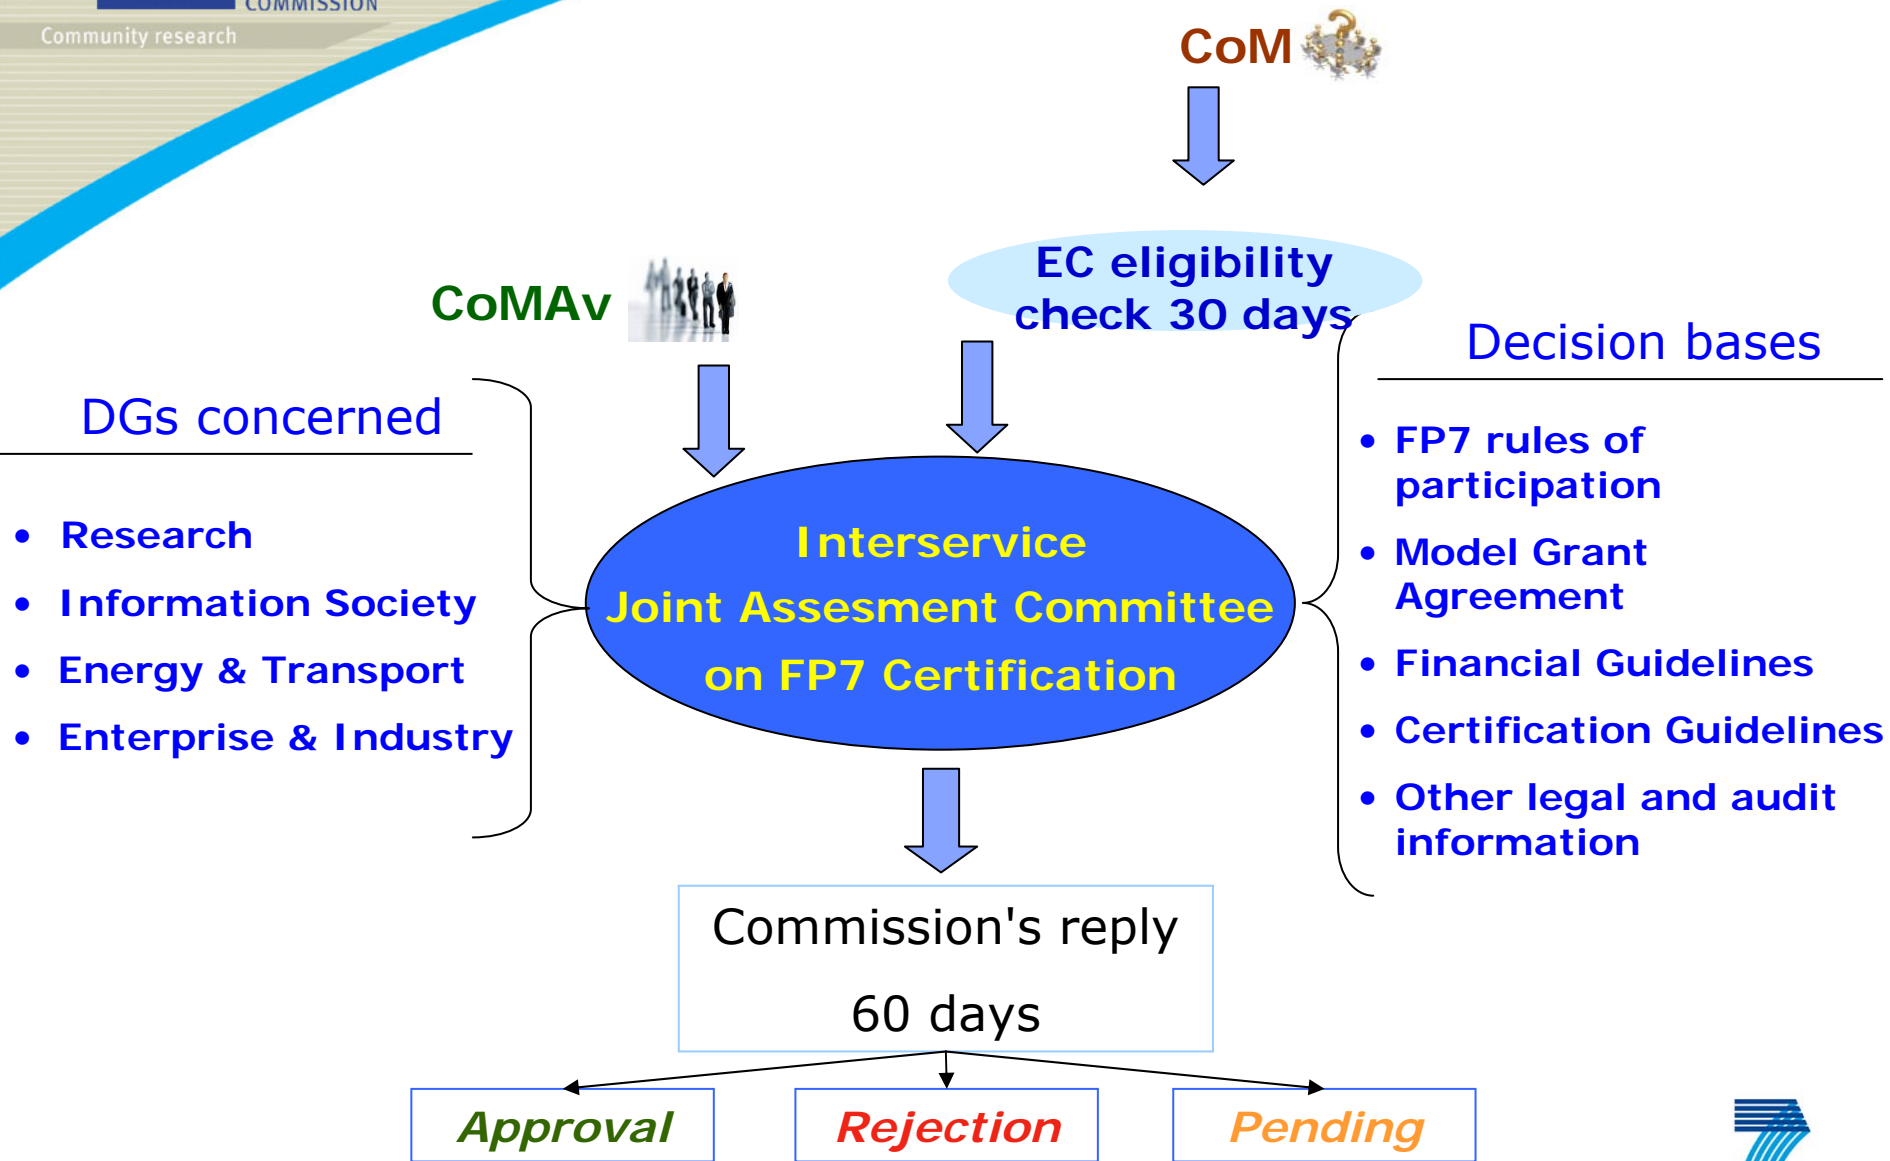 COMMISSION
Community research
CoM
EC eligibility
check 30 days
CoMAv
DGs concerned
• Research
• Information Society
• Energy & Transport
• Enterprise & Industry
Interservice
Joint Assesment Committee
on FP7 Certification
Decision bases
• FP7 rules of
participation
• Model Grant
Agreement
• Financial Guidelines
• Certification Guidelines
• Other legal and audit
information
Commission's reply
60 days
Approval
Rejection
Pending